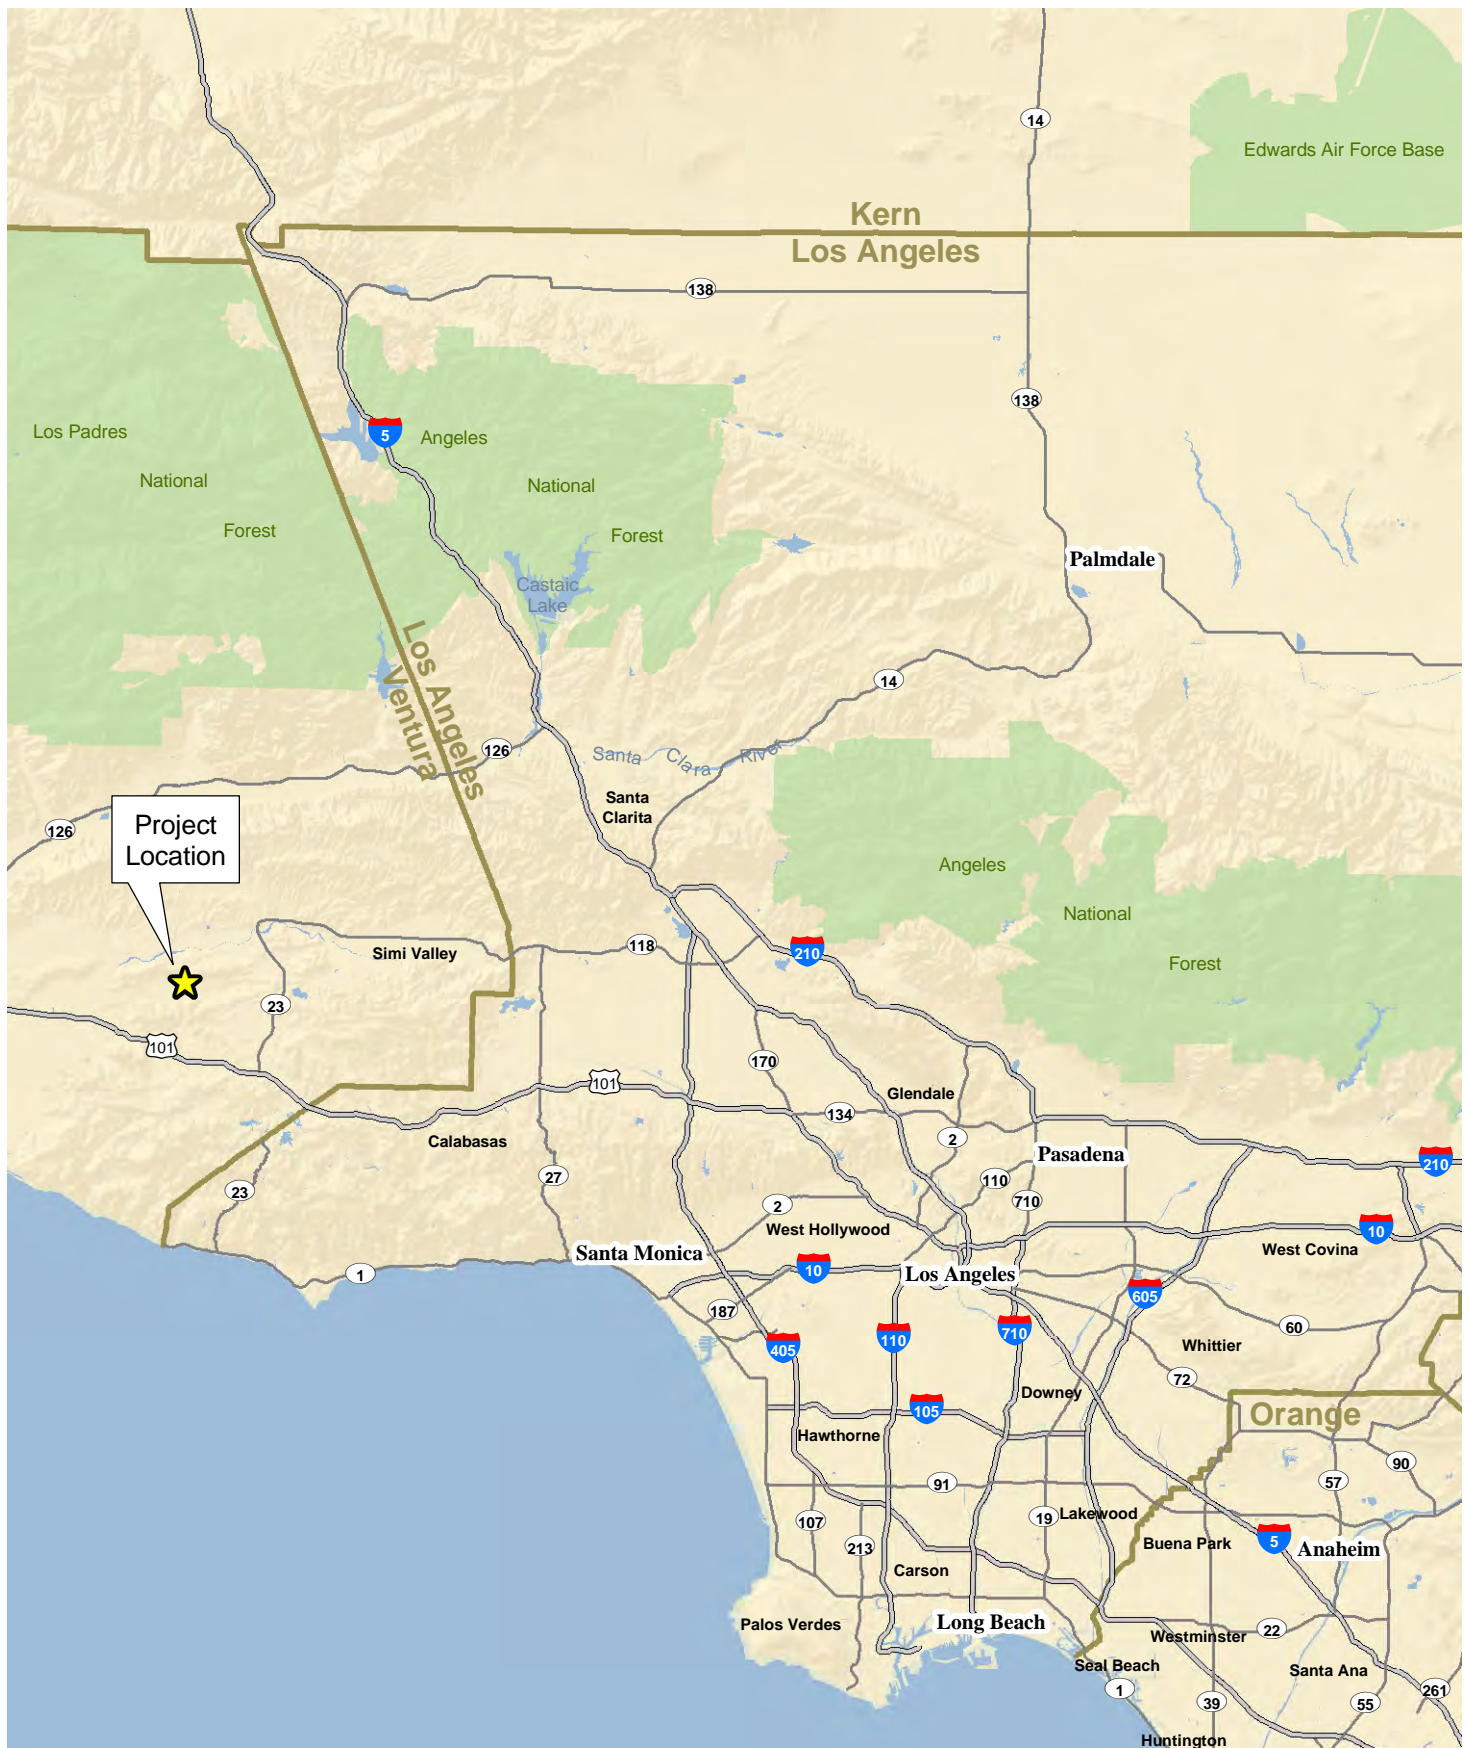 14
Edwards Air Force Base
Kern
Los Angeles
138
138
Los Padres
National
Forest
5
Angeles
National
Forest
Castaic
Lake
Palmdale
Los Angeles
Ventura
14
126
Santa Clara River
Santa
Clarita
126
Project
Location
Angeles
National
Forest
118
210
Simi Valley
23
101
170
101
Glendale
134
2
Calabasas
Pasadena
210
27
110
23
710
2
West Hollywood
10
West Covina
Santa Monica
1
10
Los Angeles
605
187
60
405
110
710
Whittier
72
Downey
105
Orange
Hawthorne
90
57
91
107
19
Lakewood
213
Buena Park
5
Anaheim
Carson
Palos Verdes
Long Beach
22
Westminster
Seal Beach
Santa Ana
1
39
55
261
Huntington